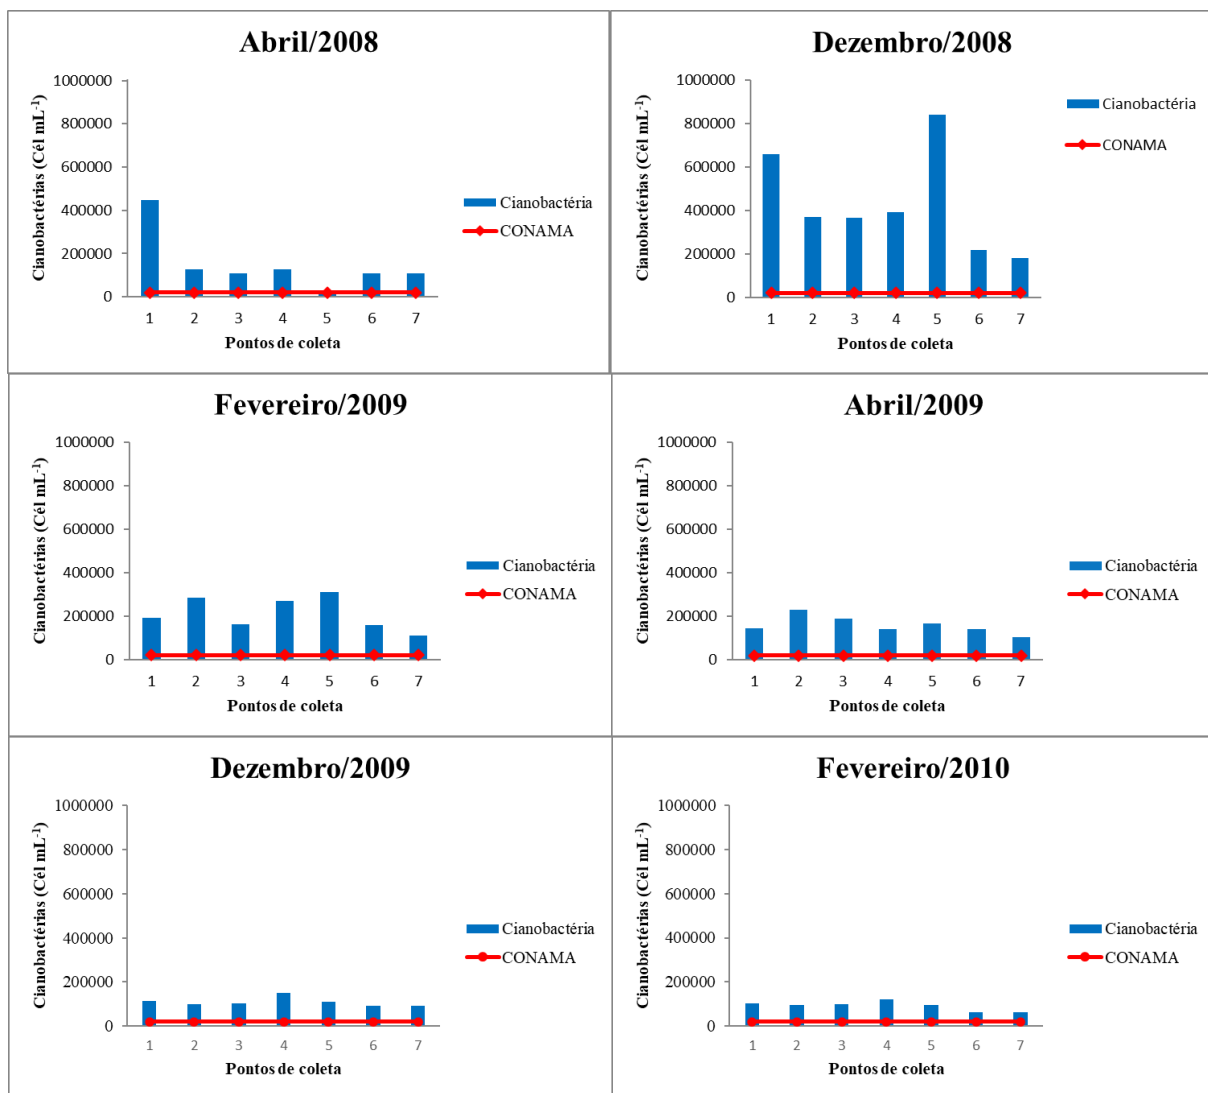 Abril/2008
Cianobactérias (Cél mL-1)
1000000
800000
600000
400000
200000
0
1 2 3 4 5 6 7
Pontos de coleta
Cianobactéria
CONAMA
Dezembro/2008
Cianobactérias (Cél mL-1)
1000000
800000
600000
400000
200000
0
1 2 3 4 5 6 7
Pontos de coleta
Cianobactéria
CONAMA
Fevereiro/2009
Cianobactérias (Cél mL-1)
1000000
800000
600000
400000
200000
0
1 2 3 4 5 6 7
Pontos de coleta
Cianobactéria
CONAMA
Abril/2009
Cianobactérias (Cél mL-1)
1000000
800000
600000
400000
200000
0
1 2 3 4 5 6 7
Pontos de coleta
Cianobactéria
CONAMA
Dezembro/2009
Cianobactérias (Cél mL-1)
1000000
800000
600000
400000
200000
0
1 2 3 4 5 6 7
Pontos de coleta
Cianobactéria
CONAMA
Fevereiro/2010
Cianobactérias (Cél mL-1)
1000000
800000
600000
400000
200000
0
1 2 3 4 5 6 7
Pontos de coleta
Cianobactéria
CONAMA